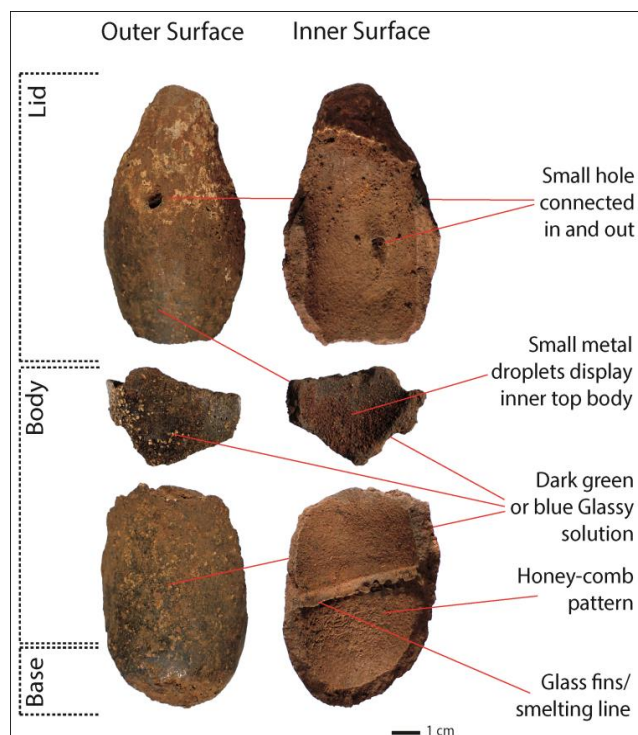 Outer Surface
Inner Surface
Lid
Small hole
connected
in and out
Small metal
droplets display
inner top body
Body
Dark green
or blue Glassy
solution
Honey-comb
pattern
Glass fins/
smelting line
Base
1 cm